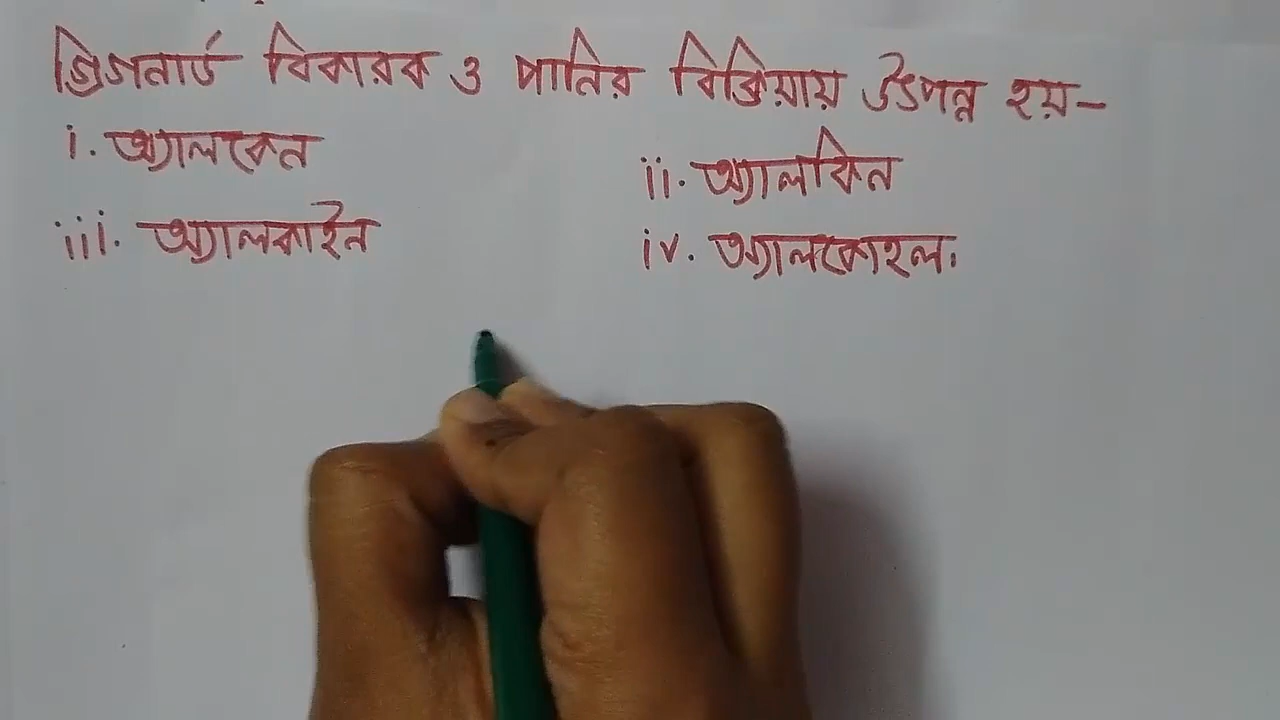 গ্রিগনার্ড বিকারক ও পানির বিক্রিয়ায় উৎপন্ন হয়-
i. অ্যালকেন
ii. অ্যালকিন
iii. অ্যালকাইন
iv. অ্যালকোহল।